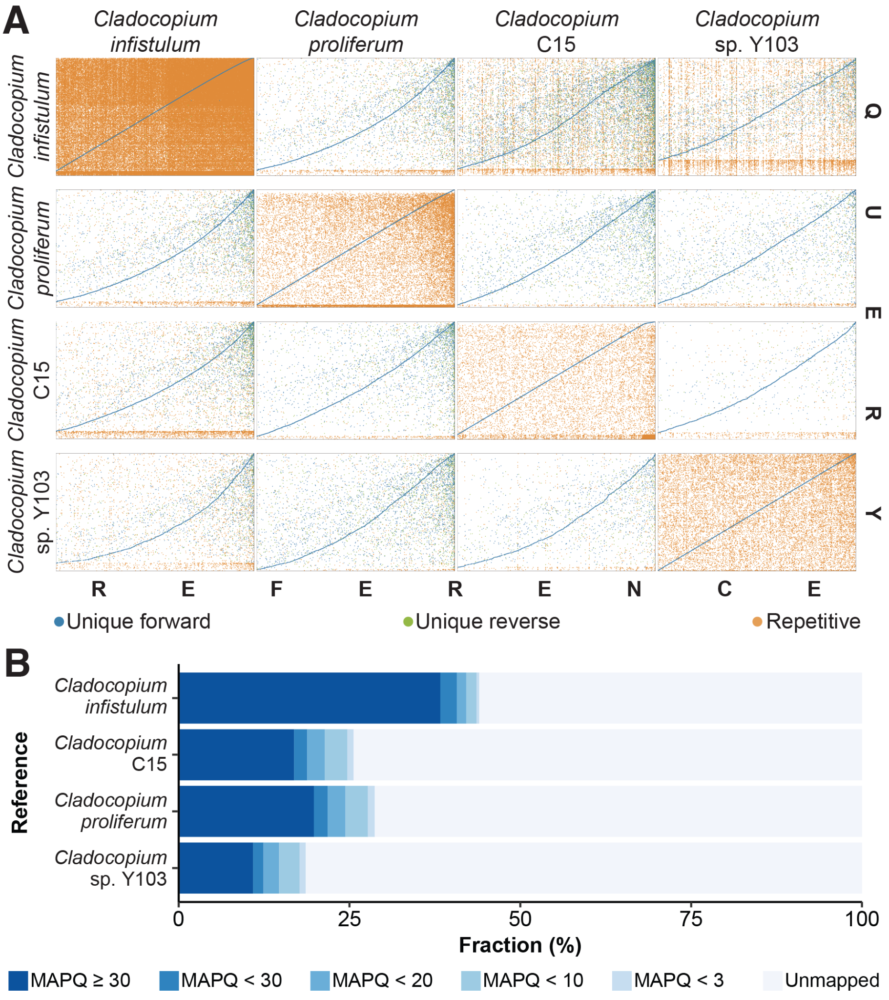 A
Cladocopium
infistulum
Cladocopium
proliferum
Cladocopium
C15
Cladocopium
sp. Y103
Cladocopium
infistulum
Cladocopium
proliferum
Cladocopium
C15
Cladocopium
sp. Y103
Q U E R Y
R E F E R E N C E
Unique forward
Unique reverse
Repetitive
B
Reference
Cladocopium
infistulum
Cladocopium
C15
Cladocopium
proliferum
Cladocopium
sp. Y103
0 25 50 75 100
Fraction (%)
MAPQ ≥ 30 MAPQ < 30 MAPQ < 20 MAPQ < 10 MAPQ < 3 Unmapped